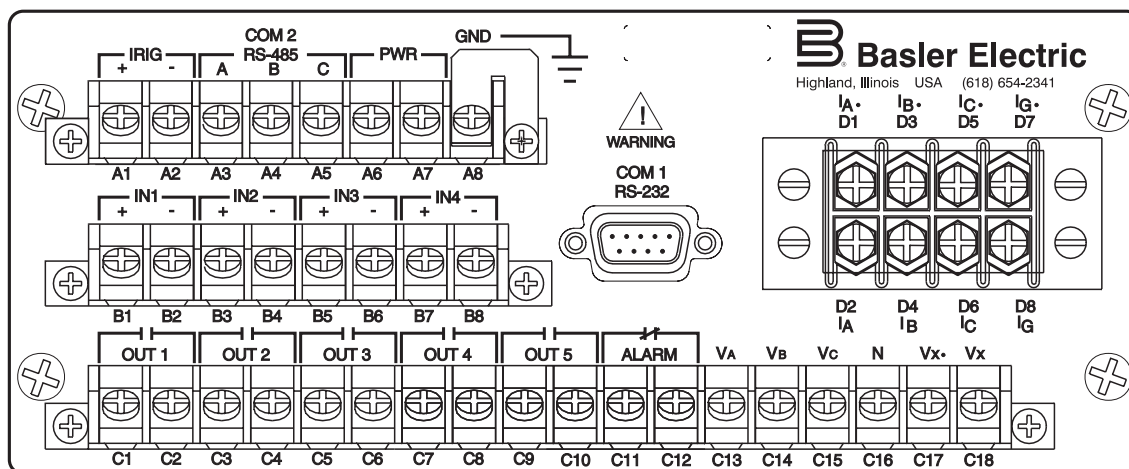 COM 2
IRIG RS-485 PWR GND
+ - A B C
A1 A2 A3 A4 A5 A6 A7 A8
Basler Electric
Highland, Illinois USA (618) 654-2341
IA• IB• IC• IG•
D1 D3 D5 D7
WARNING
COM 1
RS-232
IN1 IN2 IN3 IN4
+ - + - + - + -
B1 B2 B3 B4 B5 B6 B7 B8
D2 D4 D6 D8
IA IB IC IG
OUT 1 OUT 2 OUT 3 OUT 4 OUT 5 ALARM VA VB VC N VX• VX
C1 C2 C3 C4 C5 C6 C7 C8 C9 C10 C11 C12 C13 C14 C15 C16 C17 C18